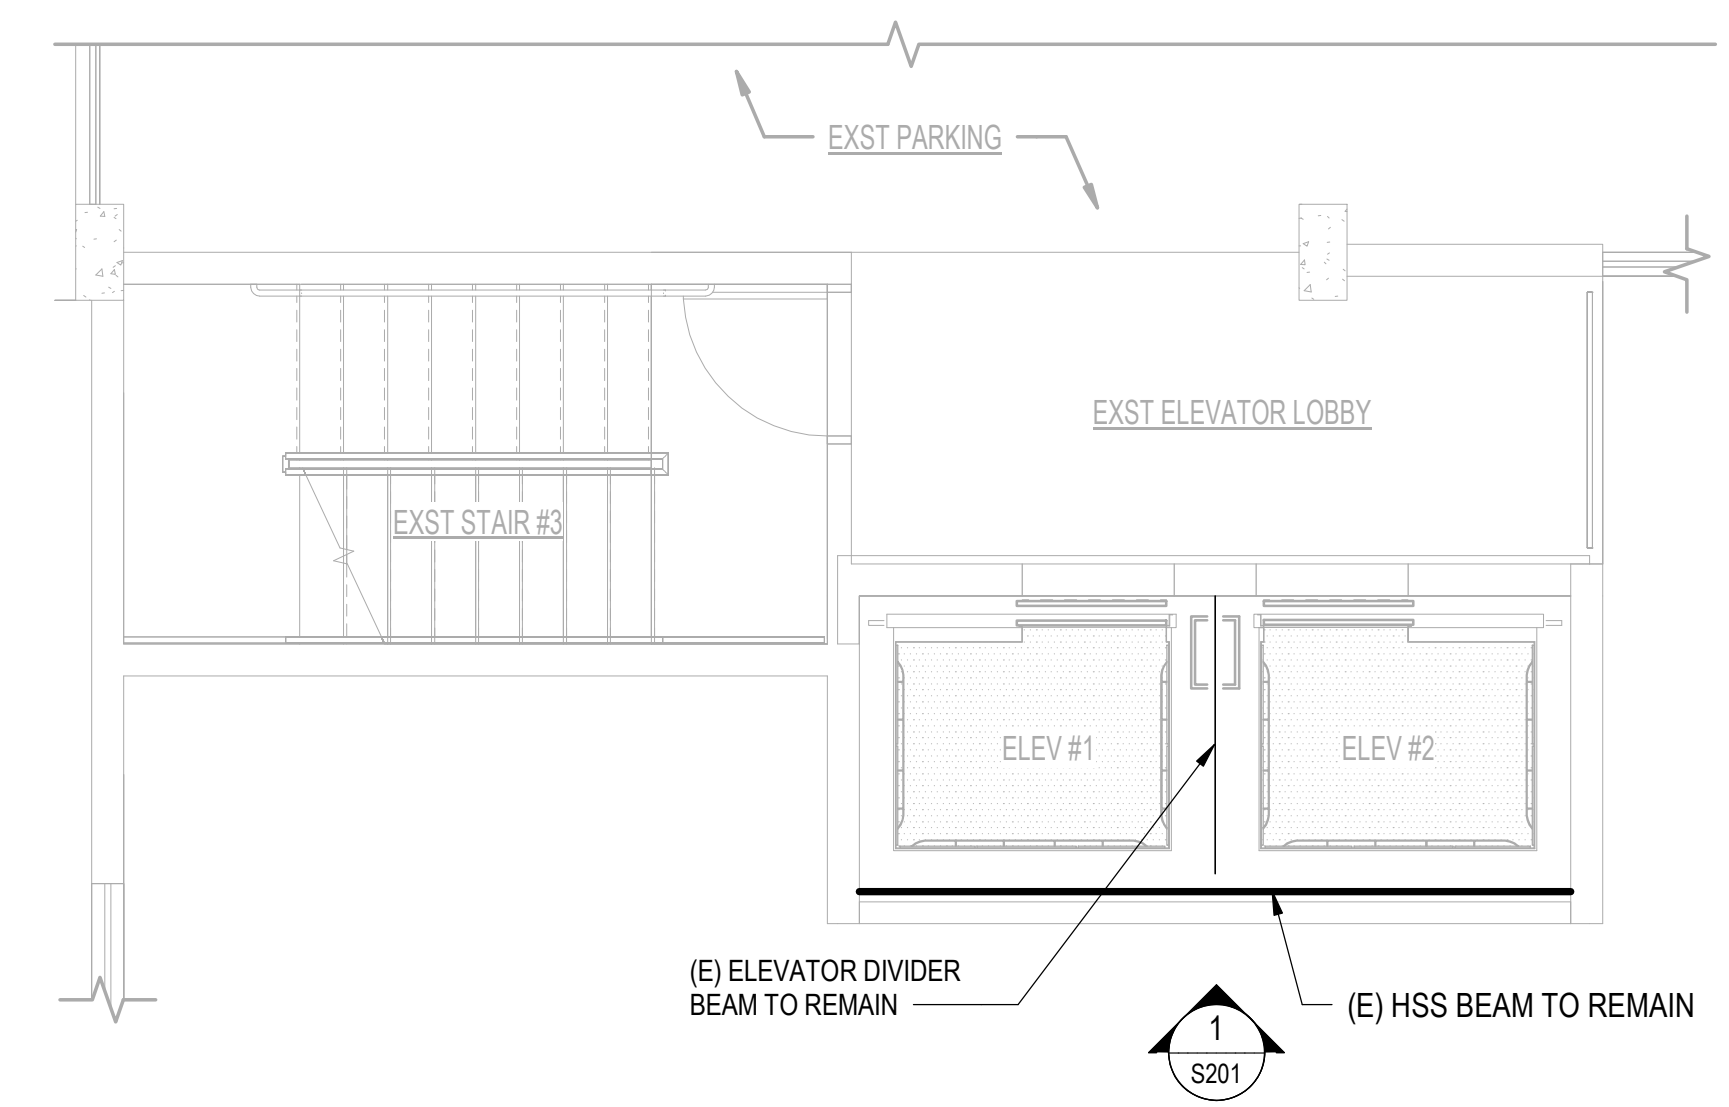 EXST PARKING
EXST ELEVATOR LOBBY
EXST STAIR #3
ELEV #1
ELEV #2
(E) ELEVATOR DIVIDER
BEAM TO REMAIN
(E) HSS BEAM TO REMAIN
1
S201